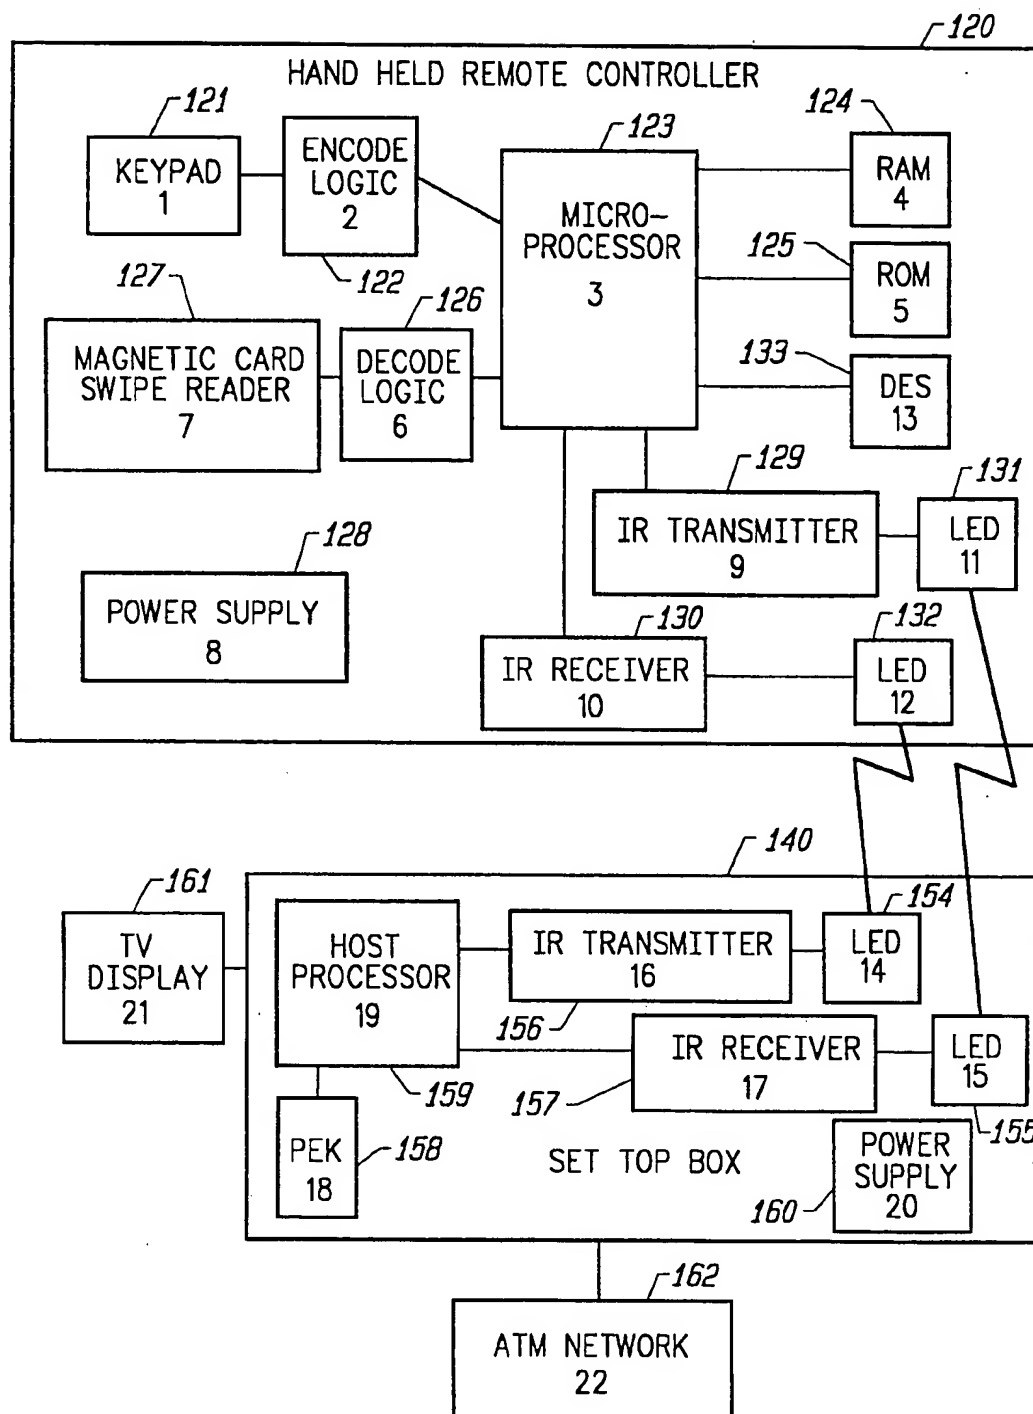 120
HAND HELD REMOTE CONTROLLER
121
KEYPAD
1
ENCODE
LOGIC
2
122
123
MICRO-
PROCESSOR
3
124
RAM
4
125
ROM
5
127
MAGNETIC CARD
SWIPE READER
7
126
DECODE
LOGIC
6
133
DES
13
129
IR TRANSMITTER
9
131
LED
11
128
POWER SUPPLY
8
130
IR RECEIVER
10
132
LED
12
140
161
TV
DISPLAY
21
HOST
PROCESSOR
19
159
IR TRANSMITTER
16
156
154
LED
14
IR RECEIVER
17
157
LED
15
155
PEK
18
158
SET TOP BOX
POWER
SUPPLY
20
160
162
ATM NETWORK
22